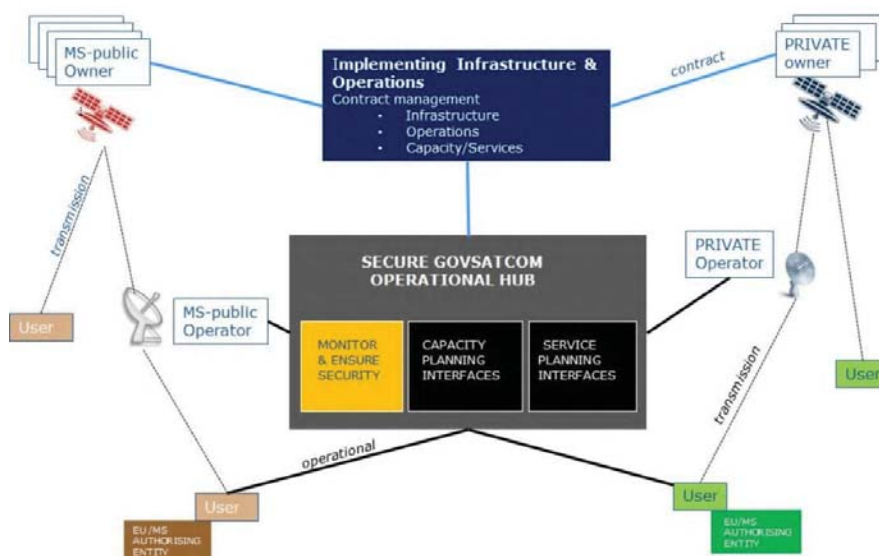 MS-public
Owner
Implementing Infrastructure &
Operations
Contract management
• Infrastructure
• Operations
• Capacity/Services
contract
PRIVATE
owner
transmission
SECURE GOVSATCOM
OPERATIONAL HUB
PRIVATE
Operator
MS-public
Operator
User
MONITOR
& ENSURE
SECURITY
CAPACITY
PLANNING
INTERFACES
SERVICE
PLANNING
INTERFACES
transmission
User
operational
User
EU/MS
AUTHORISING
ENTITY
User
EU/MS
AUTHORISING
ENTITY